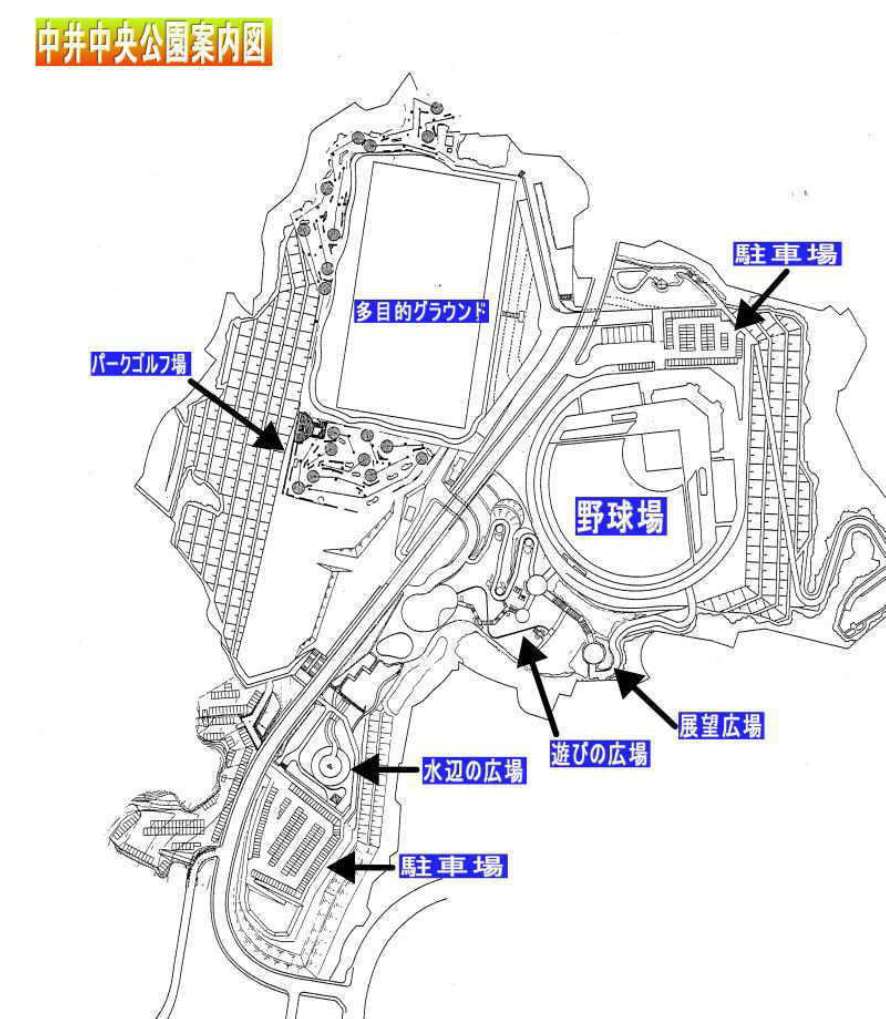 中井中央公園案内図
駐車場
多目的グラウンド
パークゴルフ場
野球場
展望広場
遊びの広場
水辺の広場
駐車場